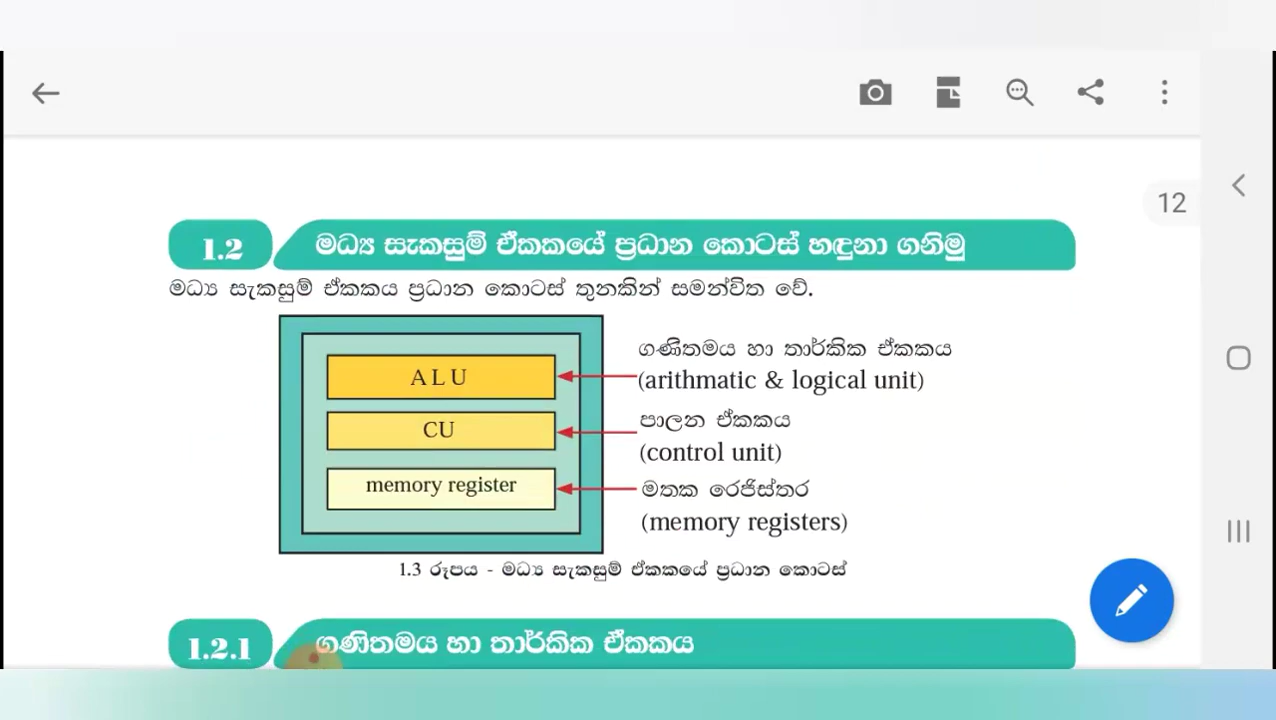 12
1.2 මධ්‍ය සැකසුම් ඒකකයේ ප්‍රධාන කොටස් හඳුනා ගනිමු
මධ්‍ය සැකසුම් ඒකකය ප්‍රධාන කොටස් තුනකින් සමන්විත වේ.
ALU
ගණිතමය හා තාර්කික ඒකකය
(arithmatic & logical unit)
CU
පාලන ඒකකය
(control unit)
memory register
මතක රෙජිස්තර
(memory registers)
1.3 රූපය - මධ්‍ය සැකසුම් ඒකකයේ ප්‍රධාන කොටස්
1.2.1 ගණිතමය හා තාර්කික ඒකකය